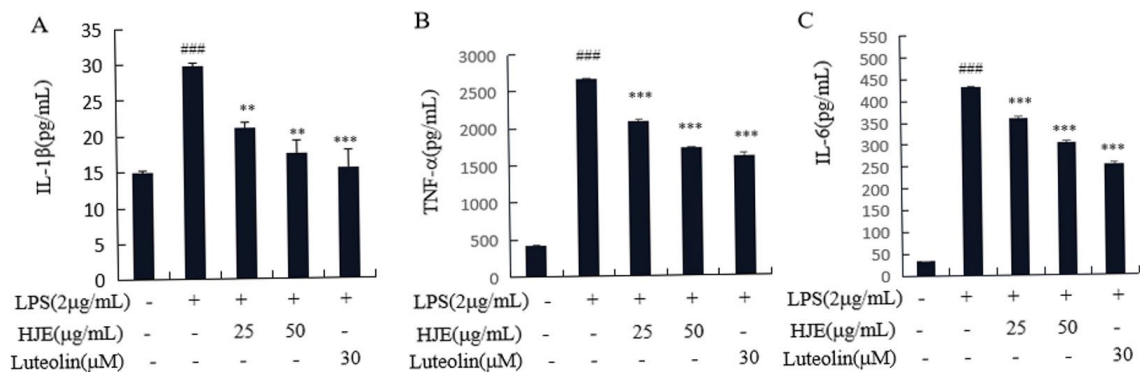 A
IL-1β(pg/mL)
35
30
25
20
15
10
5
0
###
**
**
***
LPS(2μg/mL) - + + + +
HJE(μg/mL) - - 25 50 -
Luteolin(μM) - - - - 30
B
TNF-α(pg/mL)
3000
2500
2000
1500
1000
500
0
###
***
***
***
LPS(2μg/mL) - + + + +
HJE(μg/mL) - - 25 50 -
Luteolin(μM) - - - - 30
C
IL-6(pg/mL)
550
500
450
400
350
300
250
200
150
100
50
0
###
***
***
***
LPS(2μg/mL) - + + + +
HJE(μg/mL) - - 25 50 -
Luteolin(μM) - - - - 30